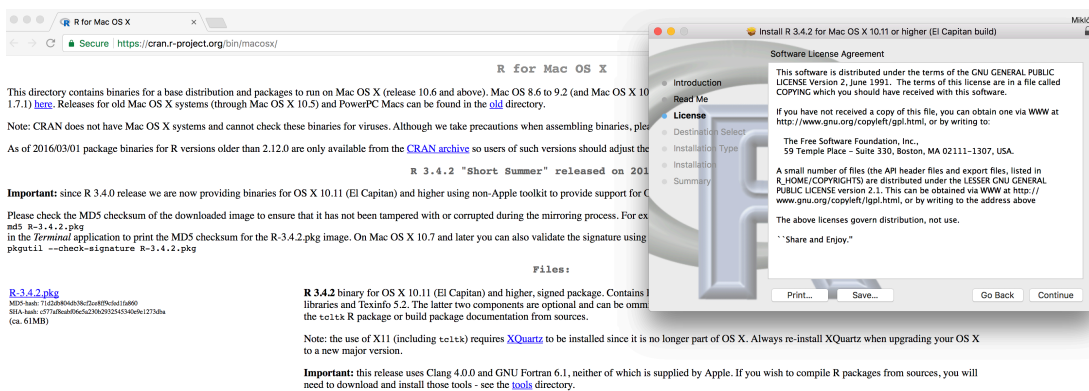 R for Mac OS X
Mikić
Secure https://cran.r-project.org/bin/macosx/
R for Mac OS X
This directory contains binaries for a base distribution and packages to run on Mac OS X (release 10.6 and above). Mac OS 8.6 to 9.2 (and Mac OS X 10
1.7.1) here. Releases for old Mac OS X systems (through Mac OS X 10.5) and PowerPC Macs can be found in the old directory.
Note: CRAN does not have Mac OS X systems and cannot check these binaries for viruses. Although we take precautions when assembling binaries,
As of 2016/03/01 package binaries for R versions older than 2.12.0 are only available from the CRAN archive so users of such versions should adjust the
R 3.4.2 "Short Summer" released on 201
Important: since R 3.4.0 release we are now providing binaries for OS X 10.11 (El Capitan) and higher using non-Apple toolkit to provide support for
Please check the MD5 checksum of the downloaded image to ensure that it has not been tampered with or corrupted during the mirroring process. For
md5 R-3.4.2.pkg
in the Terminal application to print the MD5 checksum for the R-3.4.2.pkg image. On Mac OS X 10.7 and later you can also validate the signature using
pkgutil --check-signature R-3.4.2.pkg
Files:
R-3.4.2.pkg
MD5-hash: 71d2db804db38cf2ce8ff9cfed1fa860
SHA-hash: c577af8eabf06e5a230b2932545340e9e1273dba
(ca. 61MB)
R 3.4.2 binary for OS X 10.11 (El Capitan) and higher, signed package. Contains
libraries and Texinfo 5.2. The latter two components are optional and can be omm
the tcltk R package or build package documentation from sources.
Note: the use of X11 (including tcltk) requires XQuartz to be installed since it is no longer part of OS X. Always re-install XQuartz when upgrading your OS X
to a new major version.
Important: this release uses Clang 4.0.0 and GNU Fortran 6.1, neither of which is supplied by Apple. If you wish to compile R packages from sources, you will
need to download and install those tools - see the tools directory.
Install R 3.4.2 for Mac OS X 10.11 or higher (El Capitan build)
Software License Agreement
Introduction
Read Me
License
Destination Select
Installation Type
Installation
Summary
This software is distributed under the terms of the GNU GENERAL PUBLIC
LICENSE Version 2, June 1991. The terms of this license are in a file called
COPYING which you should have received with this software.
If you have not received a copy of this file, you can obtain one via WWW at
http://www.gnu.org/copyleft/gpl.html, or by writing to:
The Free Software Foundation, Inc.,
59 Temple Place – Suite 330, Boston, MA 02111-1307, USA.
A small number of files (the API header files and export files, listed in
R_HOME/COPYRIGHTS) are distributed under the LESSER GNU GENERAL
PUBLIC LICENSE version 2.1. This can be obtained via WWW at http://
www.gnu.org/copyleft/lgpl.html, or by writing to the address above
The above licenses govern distribution, not use.
``Share and Enjoy.''
Print...
Save...
Go Back
Continue